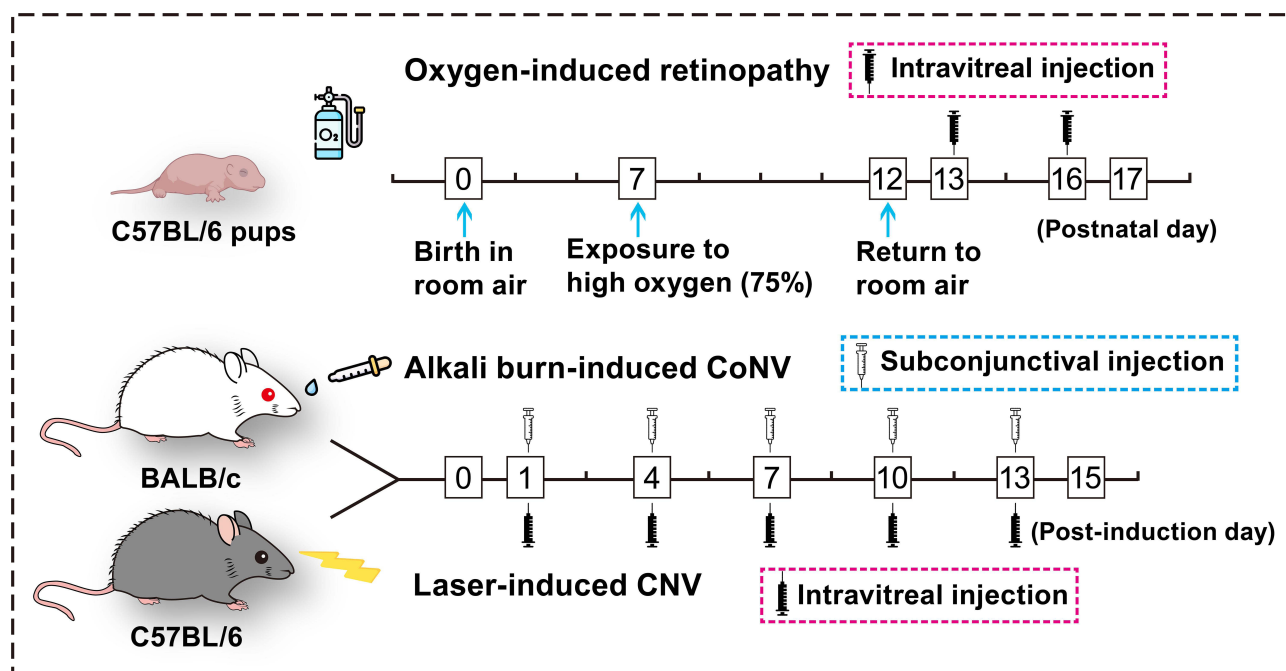 Oxygen-induced retinopathy
Intravitreal injection
O2
C57BL/6 pups
0 7 12 13 16 17
(Postnatal day)
Birth in
room air
Exposure to
high oxygen (75%)
Return to
room air
Alkali burn-induced CoNV
Subconjunctival injection
BALB/c
0 1 4 7 10 13 15
(Post-induction day)
Laser-induced CNV
Intravitreal injection
C57BL/6